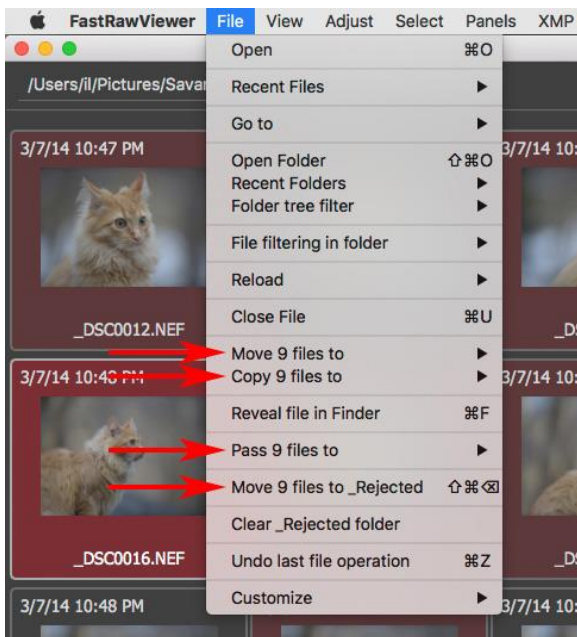 FastRawViewer File View Adjust Select Panels XMP
/Users/il/Pictures/Savan
Open ⌘O
Recent Files ▶
Go to ▶
Open Folder ⇧⌘O
Recent Folders ▶
Folder tree filter ▶
File filtering in folder ▶
Reload ▶
Close File ⌘U
Move 9 files to ▶
Copy 9 files to ▶
Reveal file in Finder ⌘F
Pass 9 files to ▶
Move 9 files to _Rejected ⇧⌘⌫
Clear _Rejected folder
Undo last file operation ⌘Z
Customize ▶
3/7/14 10:47 PM
3/7/14 10:
_DSC0012.NEF
_D
3/7/14 10:48 PM
3/7/14 10:
_DSC0016.NEF
_D
3/7/14 10:48 PM
3/7/14 10: